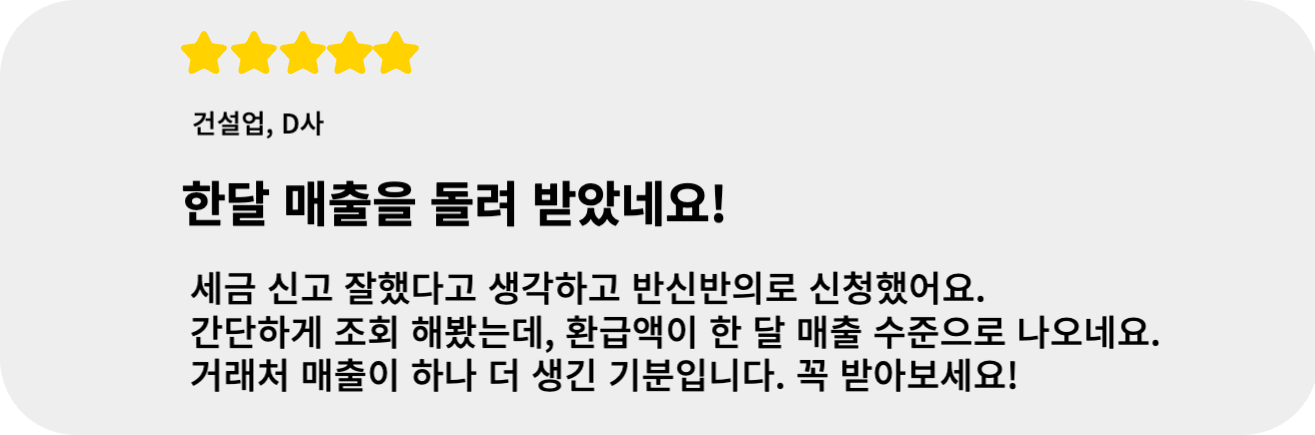 건설업, D사
한달 매출을 돌려 받았네요!
세금 신고 잘했다고 생각하고 반신반의로 신청했어요.
간단하게 조회 해봤는데, 환급액이 한 달 매출 수준으로 나오네요.
거래처 매출이 하나 더 생긴 기분입니다. 꼭 받아보세요!